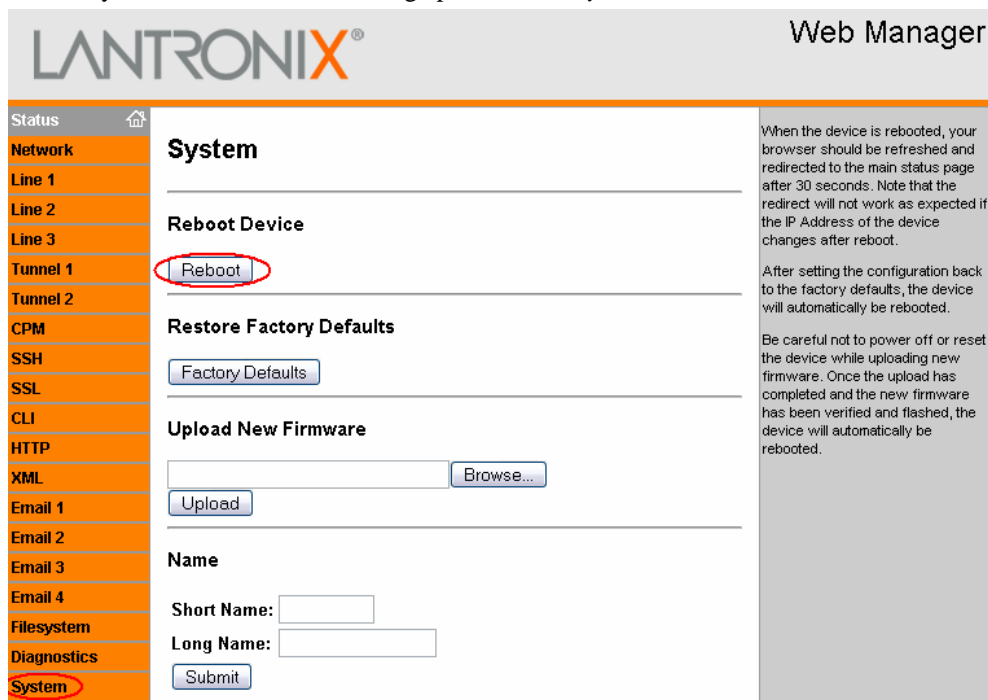 LANTRONIX®
Web Manager
Status
Network
Line 1
Line 2
Line 3
Tunnel 1
Tunnel 2
CPM
SSH
SSL
CLI
HTTP
XML
Email 1
Email 2
Email 3
Email 4
Filesystem
Diagnostics
System
System
Reboot Device
Reboot
Restore Factory Defaults
Factory Defaults
Upload New Firmware
Browse...
Upload
Name
Short Name:
Long Name:
Submit
When the device is rebooted, your
browser should be refreshed and
redirected to the main status page
after 30 seconds. Note that the
redirect will not work as expected if
the IP Address of the device
changes after reboot.
After setting the configuration back
to the factory defaults, the device
will automatically be rebooted.
Be careful not to power off or reset
the device while uploading new
firmware. Once the upload has
completed and the new firmware
has been verified and flashed, the
device will automatically be
rebooted.